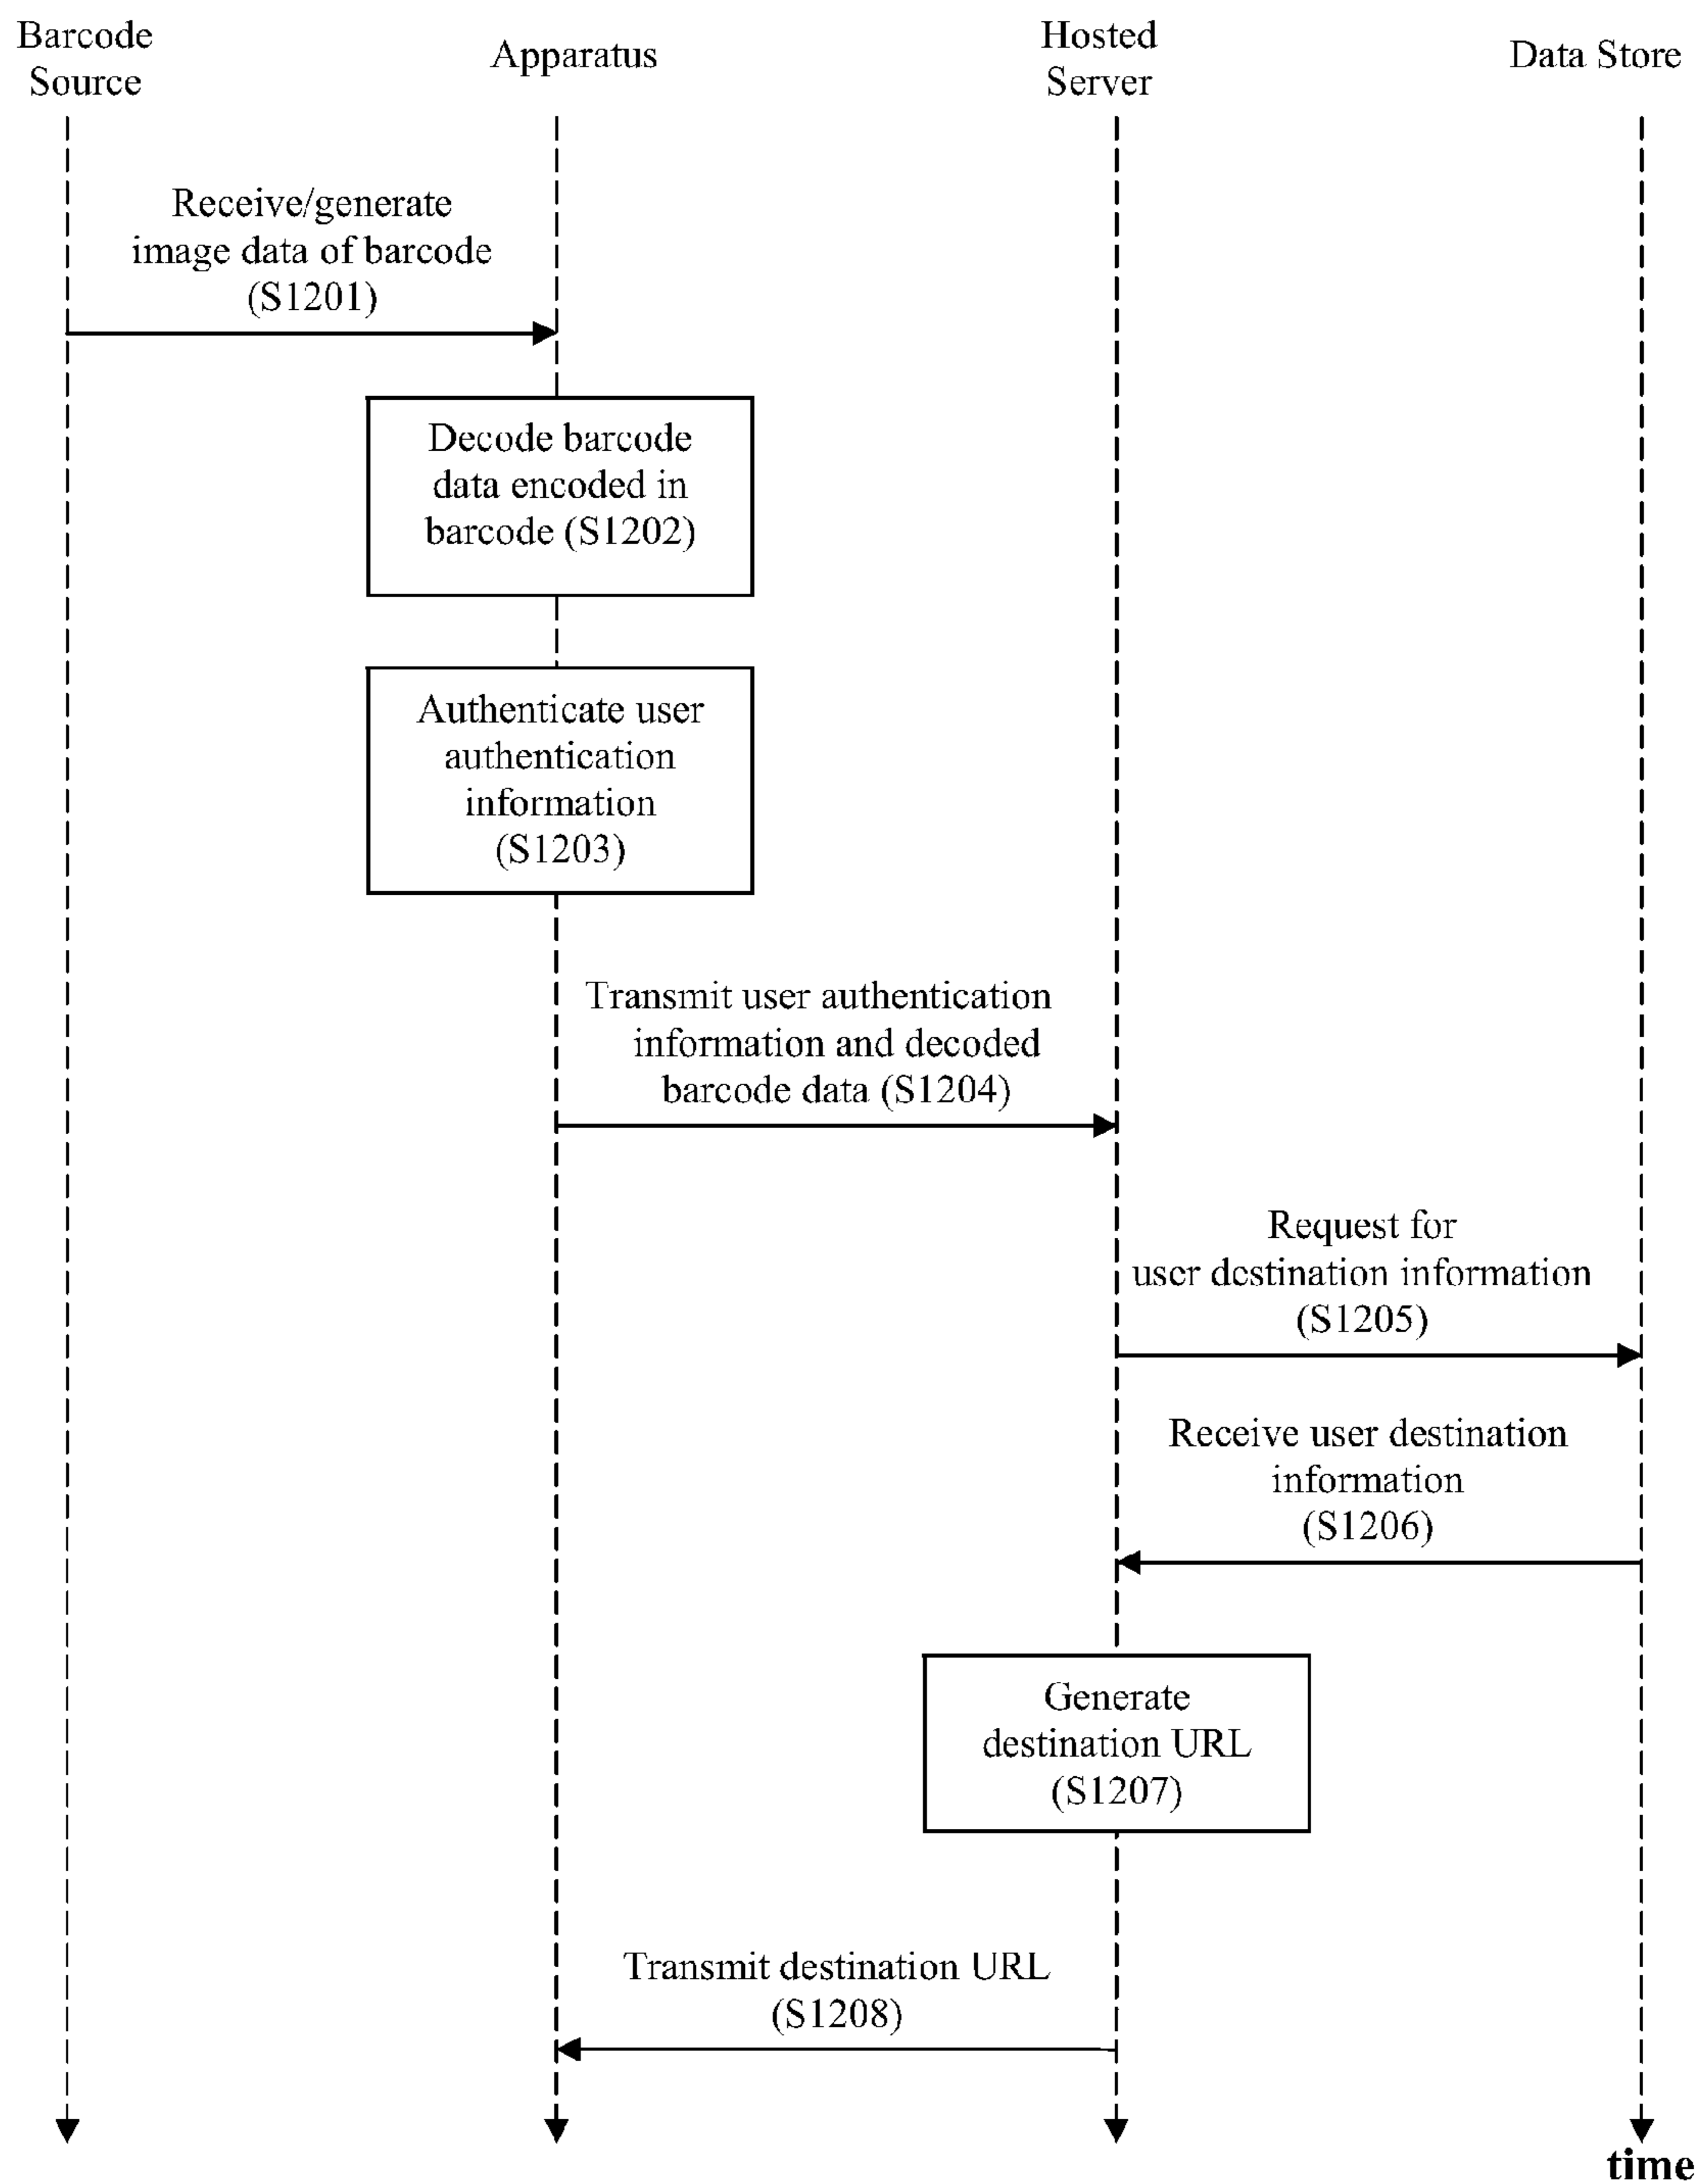 Barcode
Source
Apparatus
Hosted
Server
Data Store
Receive/generate
image data of barcode
(S1201)
Decode barcode
data encoded in
barcode (S1202)
Authenticate user
authentication
information
(S1203)
Transmit user authentication
information and decoded
barcode data (S1204)
Request for
user destination information
(S1205)
Receive user destination
information
(S1206)
Generate
destination URL
(S1207)
Transmit destination URL
(S1208)
time